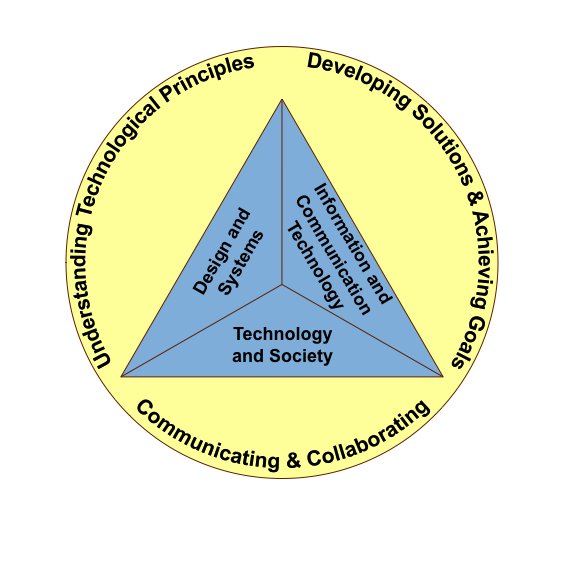 Understanding Technological Principles
Developing Solutions & Achieving Goals
Design and
Systems
Information and
Communication
Technology
Technology
and Society
Communicating & Collaborating